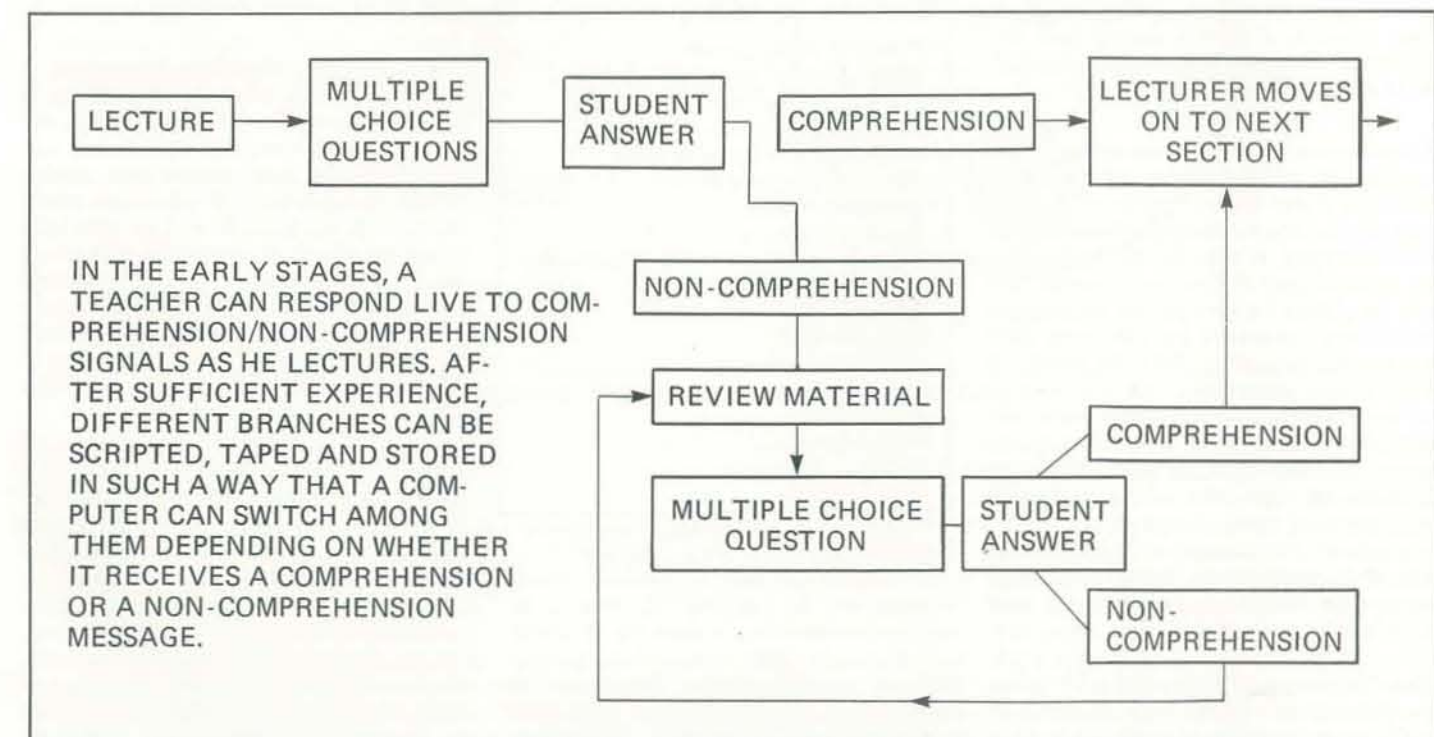 LECTURE
MULTIPLE
CHOICE
QUESTIONS
STUDENT
ANSWER
COMPREHENSION
LECTURER MOVES
ON TO NEXT
SECTION
NON-COMPREHENSION
REVIEW MATERIAL
MULTIPLE CHOICE
QUESTION
STUDENT
ANSWER
COMPREHENSION
NON-
COMPREHENSION
IN THE EARLY STAGES, A
TEACHER CAN RESPOND LIVE TO COM-
PREHENSION/NON-COMPREHENSION
SIGNALS AS HE LECTURES. AF-
TER SUFFICIENT EXPERIENCE,
DIFFERENT BRANCHES CAN BE
SCRIPTED, TAPED AND STORED
IN SUCH A WAY THAT A COM-
PUTER CAN SWITCH AMONG
THEM DEPENDING ON WHETHER
IT RECEIVES A COMPREHENSION
OR A NON-COMPREHENSION
MESSAGE.